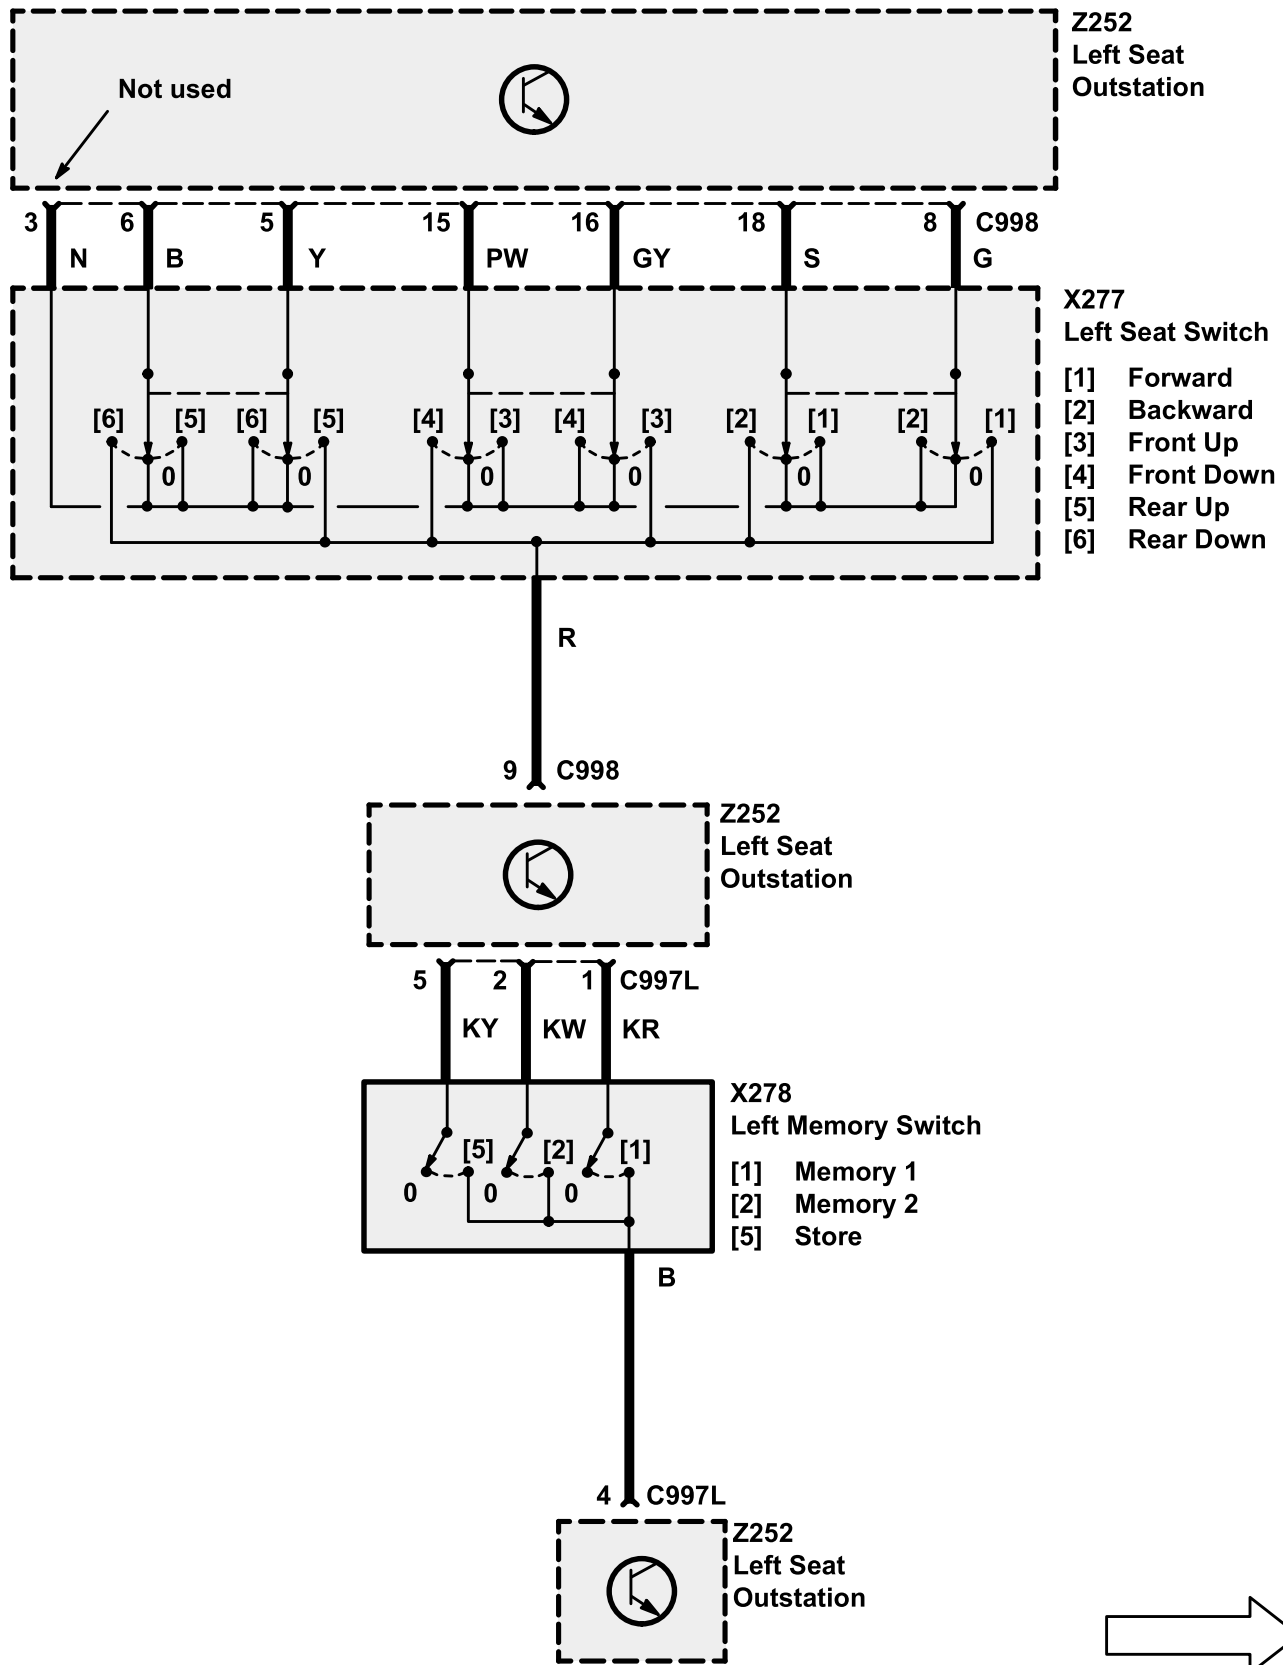 Z252
Left Seat
Outstation
Not used
3 6 5 15 16 18 8 C998
N B Y PW GY S G
X277
Left Seat Switch
[1] Forward
[2] Backward
[3] Front Up
[4] Front Down
[5] Rear Up
[6] Rear Down
[6] [5] [6] [5] [4] [3] [4] [3] [2] [1] [2] [1]
0 0 0 0 0 0
R
9 C998
Z252
Left Seat
Outstation
5 2 1 C997L
KY KW KR
X278
Left Memory Switch
[1] Memory 1
[2] Memory 2
[5] Store
[5] [2] [1]
0 0 0
B
4 C997L
Z252
Left Seat
Outstation